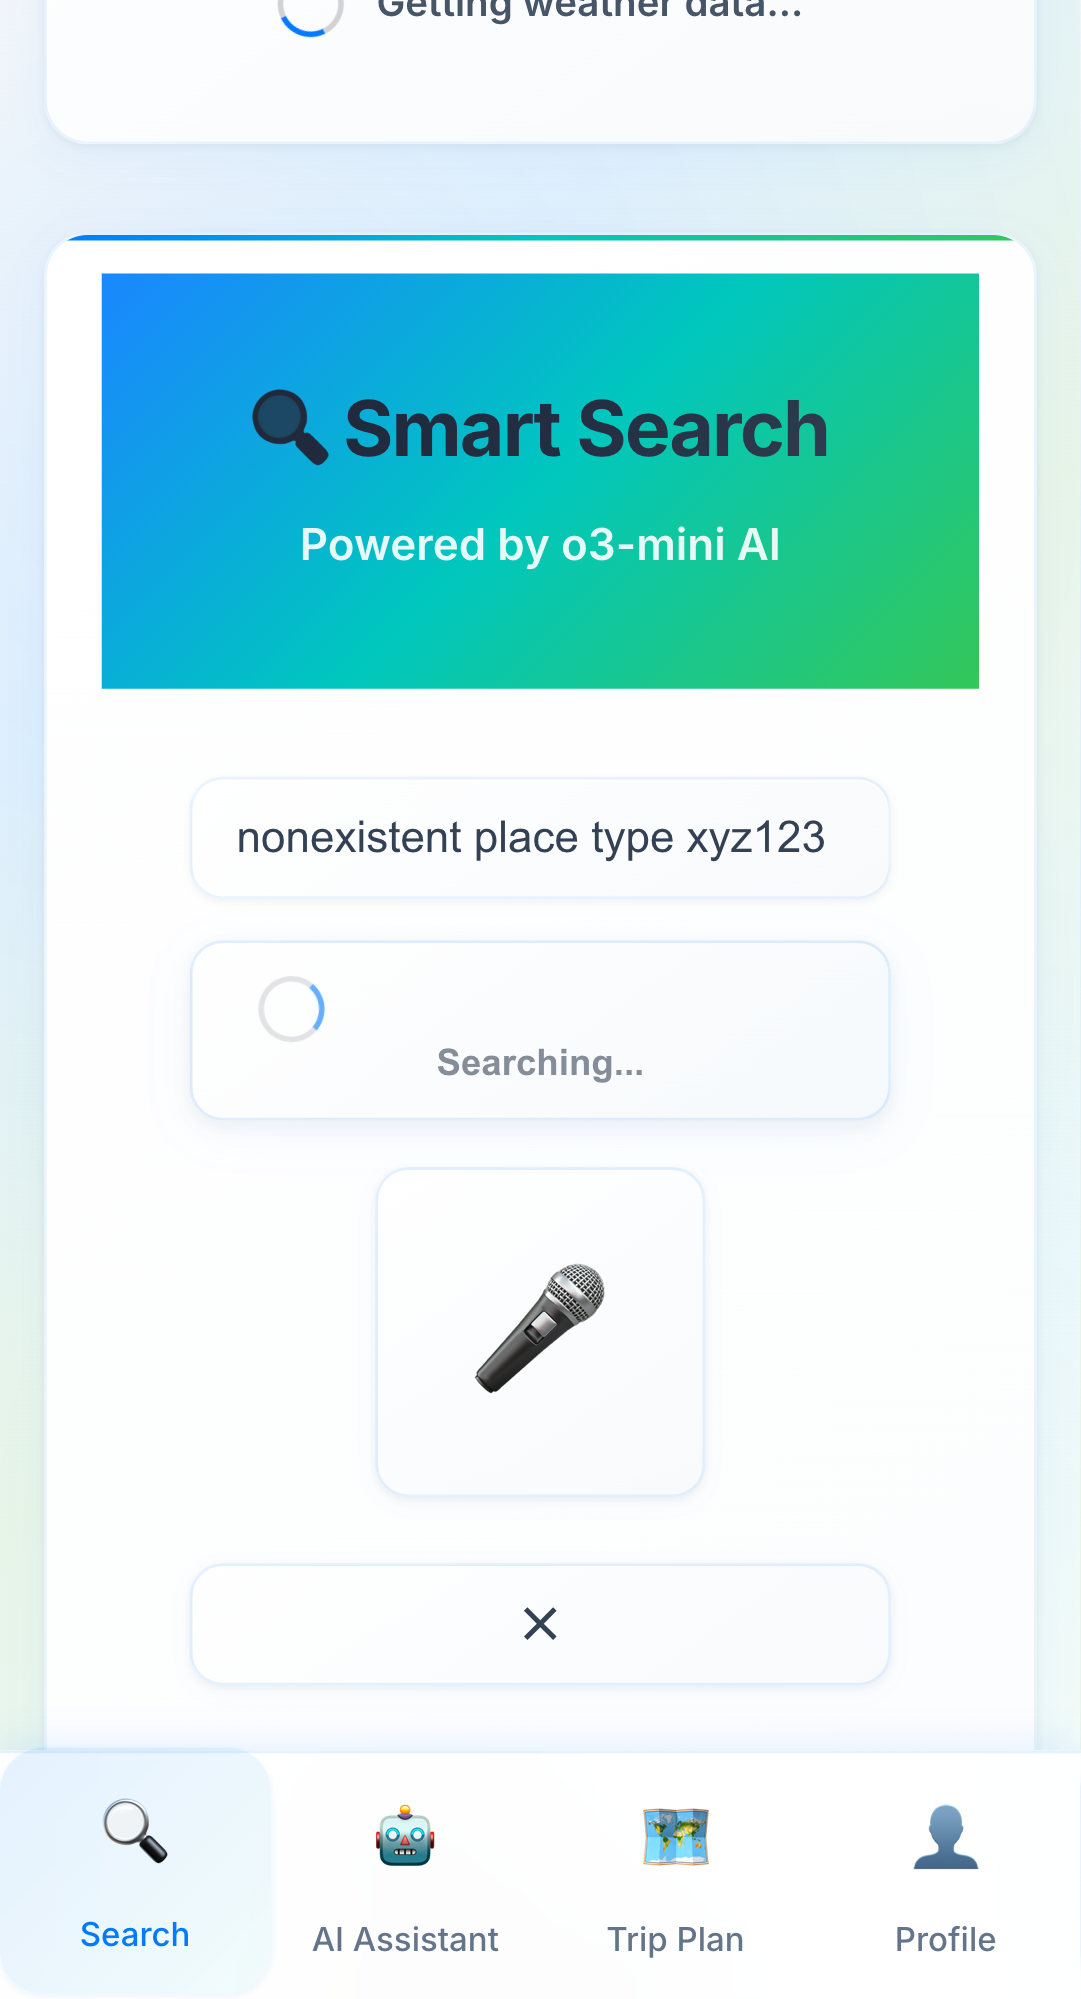 Getting weather data...
🔍 Smart Search
Powered by o3-mini AI
nonexistent place type xyz123
Searching...
×
Search
AI Assistant
Trip Plan
Profile